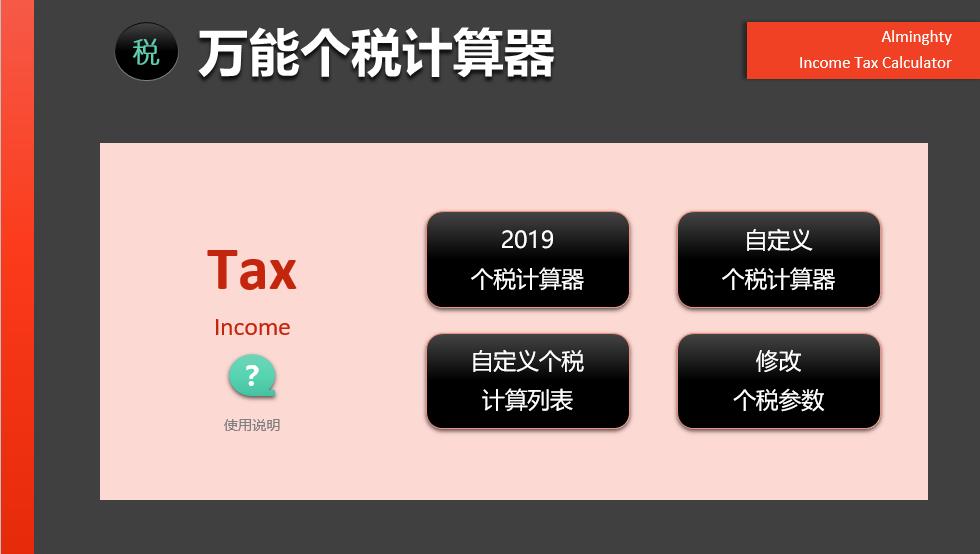 税
万能个税计算器
Alminghty
Income Tax Calculator
Tax
Income
?
使用说明
2019
个税计算器
自定义
个税计算器
自定义个税
计算列表
修改
个税参数